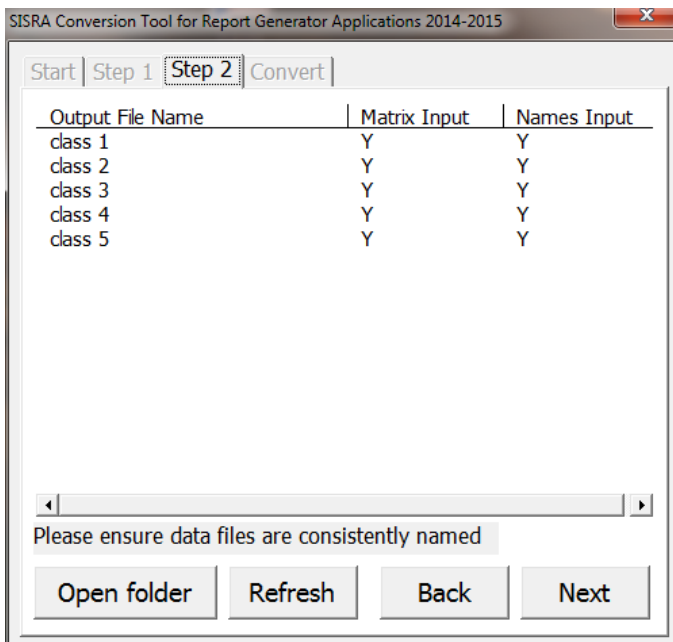 SISRA Conversion Tool for Report Generator Applications 2014-2015
Start Step 1 Step 2 Convert
Output File Name Matrix Input Names Input
class 1 Y Y
class 2 Y Y
class 3 Y Y
class 4 Y Y
class 5 Y Y
Please ensure data files are consistently named
Open folder Refresh Back Next